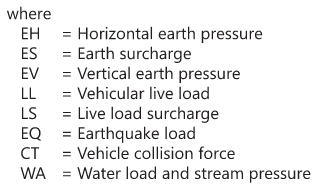 where
EH = Horizontal earth pressure
ES = Earth surcharge
EV = Vertical earth pressure
LL = Vehicular live load
LS = Live load surcharge
EQ = Earthquake load
CT = Vehicle collision force
WA = Water load and stream pressure